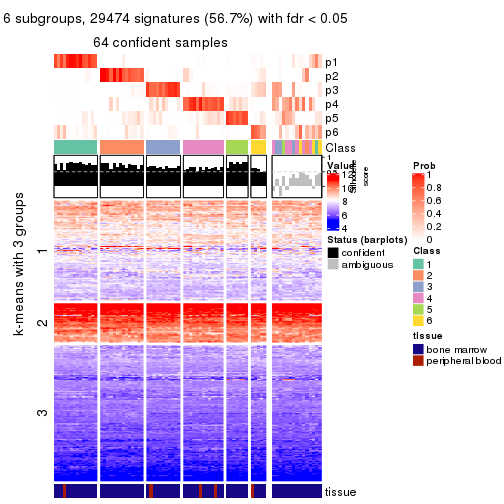 6 subgroups, 29474 signatures (56.7%) with fdr < 0.05
64 confident samples
p1
p2
p3
p4
p5
p6
Class
1
Silhouette
score
k-means with 3 groups
1
2
3
tissue
Value
12
10
8
6
4
Status (barplots)
confident
ambiguous
Prob
1
0.8
0.6
0.4
0.2
0
Class
1
2
3
4
5
6
tissue
bone marrow
peripheral blood